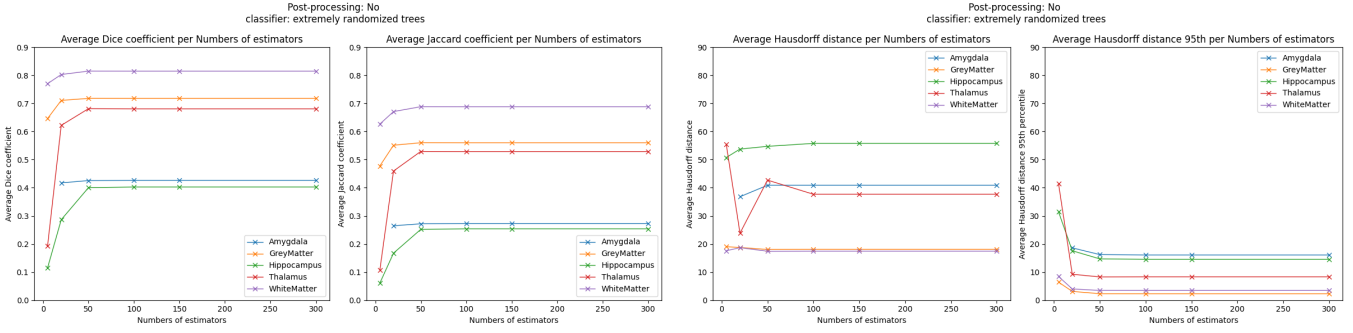 Post-processing: No
classifier: extremely randomized trees
Average Dice coefficient per Numbers of estimators
Average Dice coefficient
0.9
0.8
0.7
0.6
0.5
0.4
0.3
0.2
0.1
0.0
0 50 100 150 200 250 300
Numbers of estimators
Amygdala
GreyMatter
Hippocampus
Thalamus
WhiteMatter
Average Jaccard coefficient per Numbers of estimators
Average Jaccard coefficient
0.9
0.8
0.7
0.6
0.5
0.4
0.3
0.2
0.1
0.0
0 50 100 150 200 250 300
Numbers of estimators
Amygdala
GreyMatter
Hippocampus
Thalamus
WhiteMatter
Post-processing: No
classifier: extremely randomized trees
Average Hausdorff distance per Numbers of estimators
Average Hausdorff distance
90
80
70
60
50
40
30
20
10
0
0 50 100 150 200 250 300
Numbers of estimators
Amygdala
GreyMatter
Hippocampus
Thalamus
WhiteMatter
Average Hausdorff distance 95th per Numbers of estimators
Average Hausdorff distance 95th percentile
90
80
70
60
50
40
30
20
10
0
0 50 100 150 200 250 300
Numbers of estimators
Amygdala
GreyMatter
Hippocampus
Thalamus
WhiteMatter